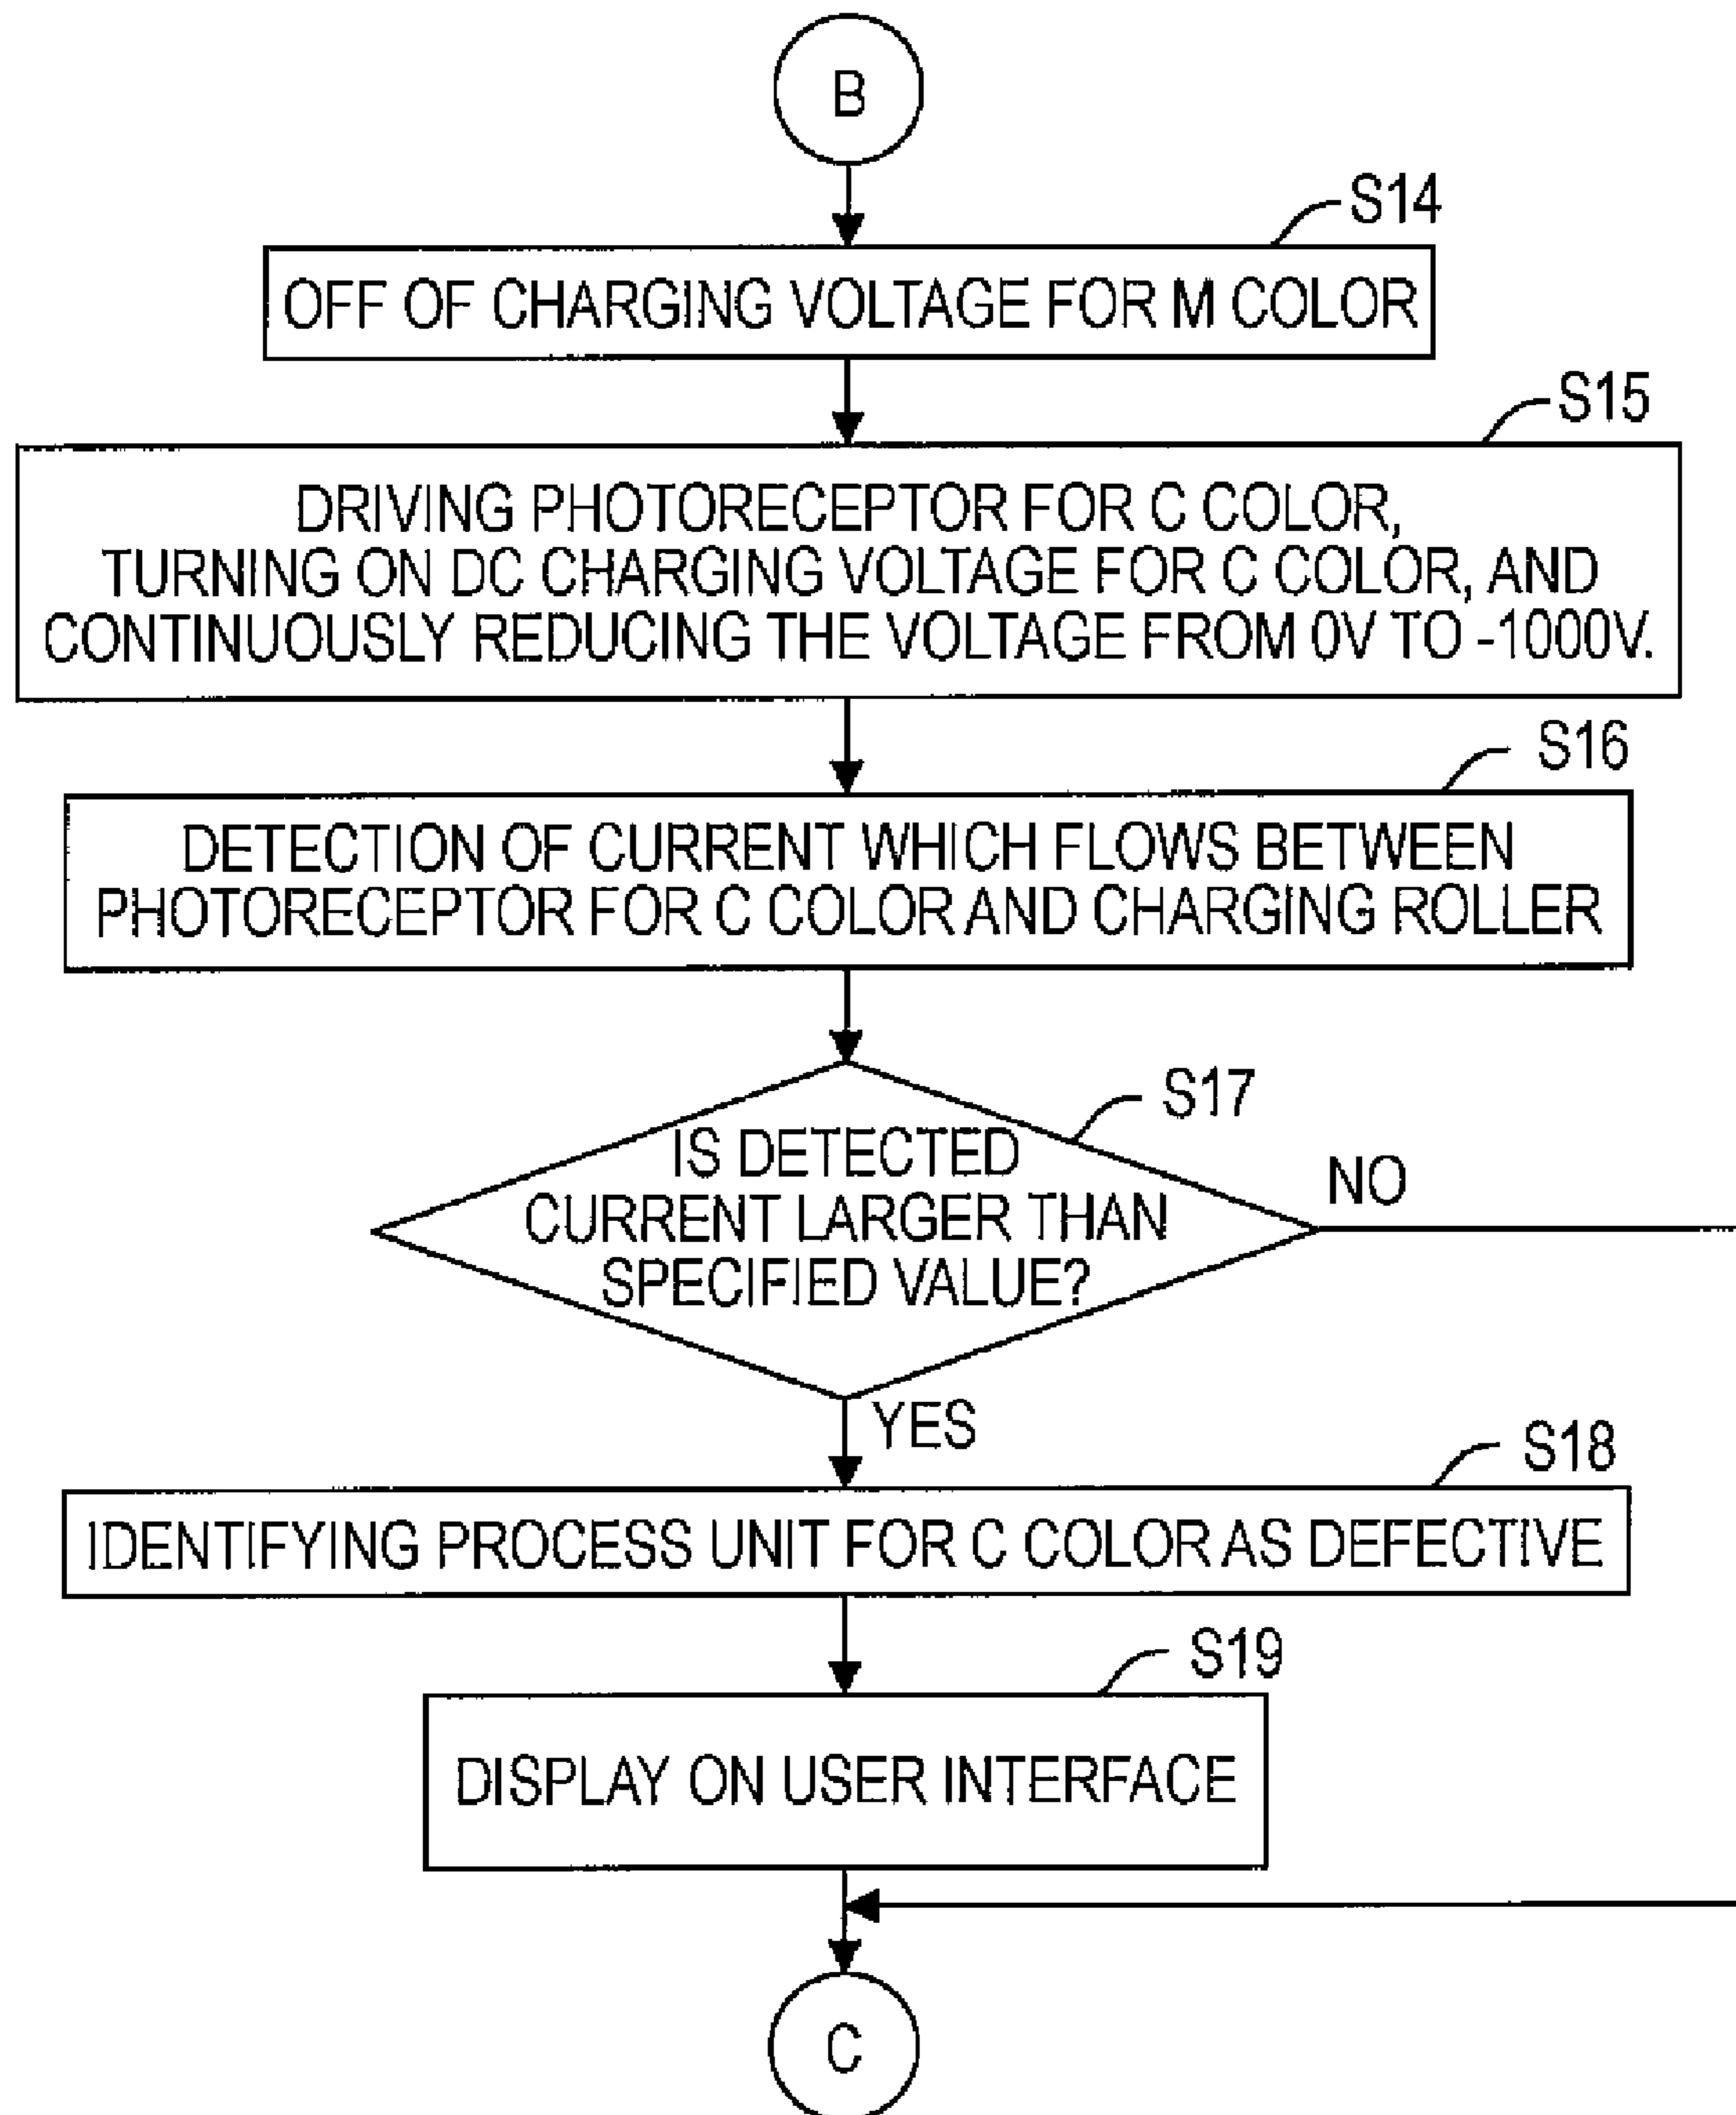 B
S14
OFF OF CHARGING VOLTAGE FOR M COLOR
S15
DRIVING PHOTORECEPTOR FOR C COLOR,
TURNING ON DC CHARGING VOLTAGE FOR C COLOR, AND
CONTINUOUSLY REDUCING THE VOLTAGE FROM 0V TO -1000V.
S16
DETECTION OF CURRENT WHICH FLOWS BETWEEN
PHOTORECEPTOR FOR C COLOR AND CHARGING ROLLER
S17
IS DETECTED
CURRENT LARGER THAN
SPECIFIED VALUE?
NO
YES
S18
IDENTIFYING PROCESS UNIT FOR C COLOR AS DEFECTIVE
S19
DISPLAY ON USER INTERFACE
C